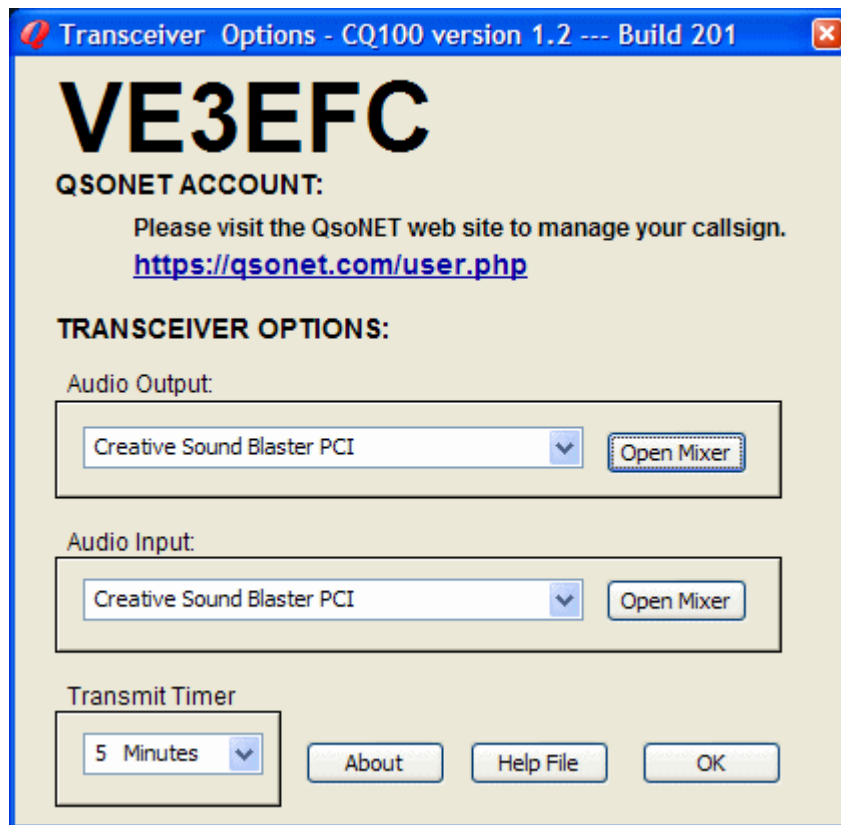 Transceiver Options - CQ100 version 1.2 --- Build 201
VE3EFC
QSONET ACCOUNT:
Please visit the QsoNET web site to manage your callsign.
https://qsonet.com/user.php
TRANSCEIVER OPTIONS:
Audio Output:
Creative Sound Blaster PCI
Open Mixer
Audio Input:
Creative Sound Blaster PCI
Open Mixer
Transmit Timer
5 Minutes
About
Help File
OK